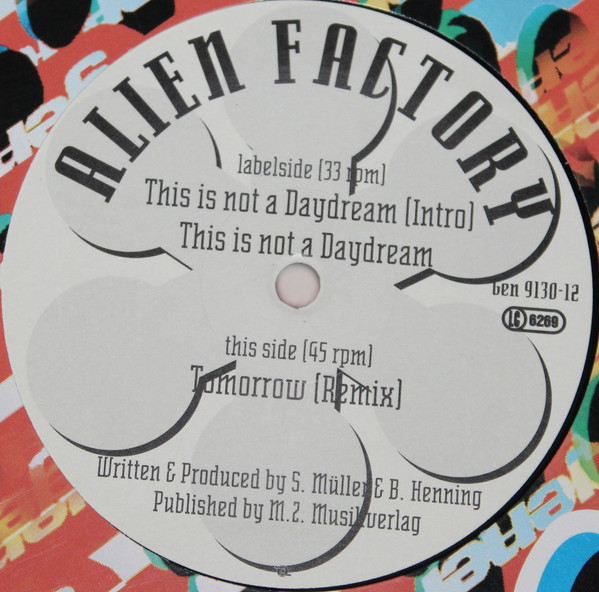 ALIEN FACTORY
labelside (33 rpm)
This is not a Daydream (Intro)
This is not a Daydream
Gen 9130-12
LC 6269
this side (45 rpm)
Tomorrow (Remix)
Written & Produced by S. Müller & B. Henning
Published by M.Z. Musikverlag